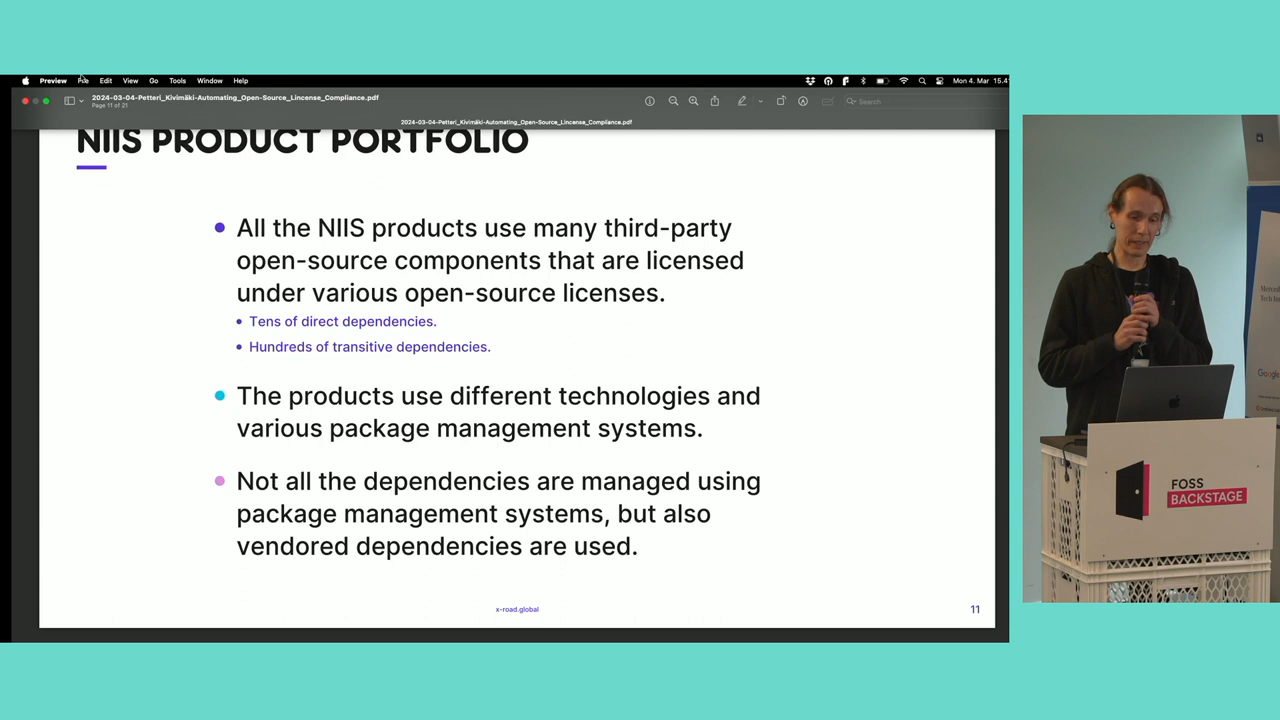 Preview File Edit View Go Tools Window Help
Mon 4. Mar 15.4
2024-03-04-Petteri_Kivimäki-Automating_Open-Source_Lincense_Compliance.pdf
Page 11 of 21
Search
2024-03-04-Petteri_Kivimäki-Automating_Open-Source_Lincense_Compliance.pdf
NIIS PRODUCT PORTFOLIO
All the NIIS products use many third-party
open-source components that are licensed
under various open-source licenses.
Tens of direct dependencies.
Hundreds of transitive dependencies.
The products use different technologies and
various package management systems.
Not all the dependencies are managed using
package management systems, but also
vendored dependencies are used.
x-road.global
11
FOSS
BACKSTAGE
Google